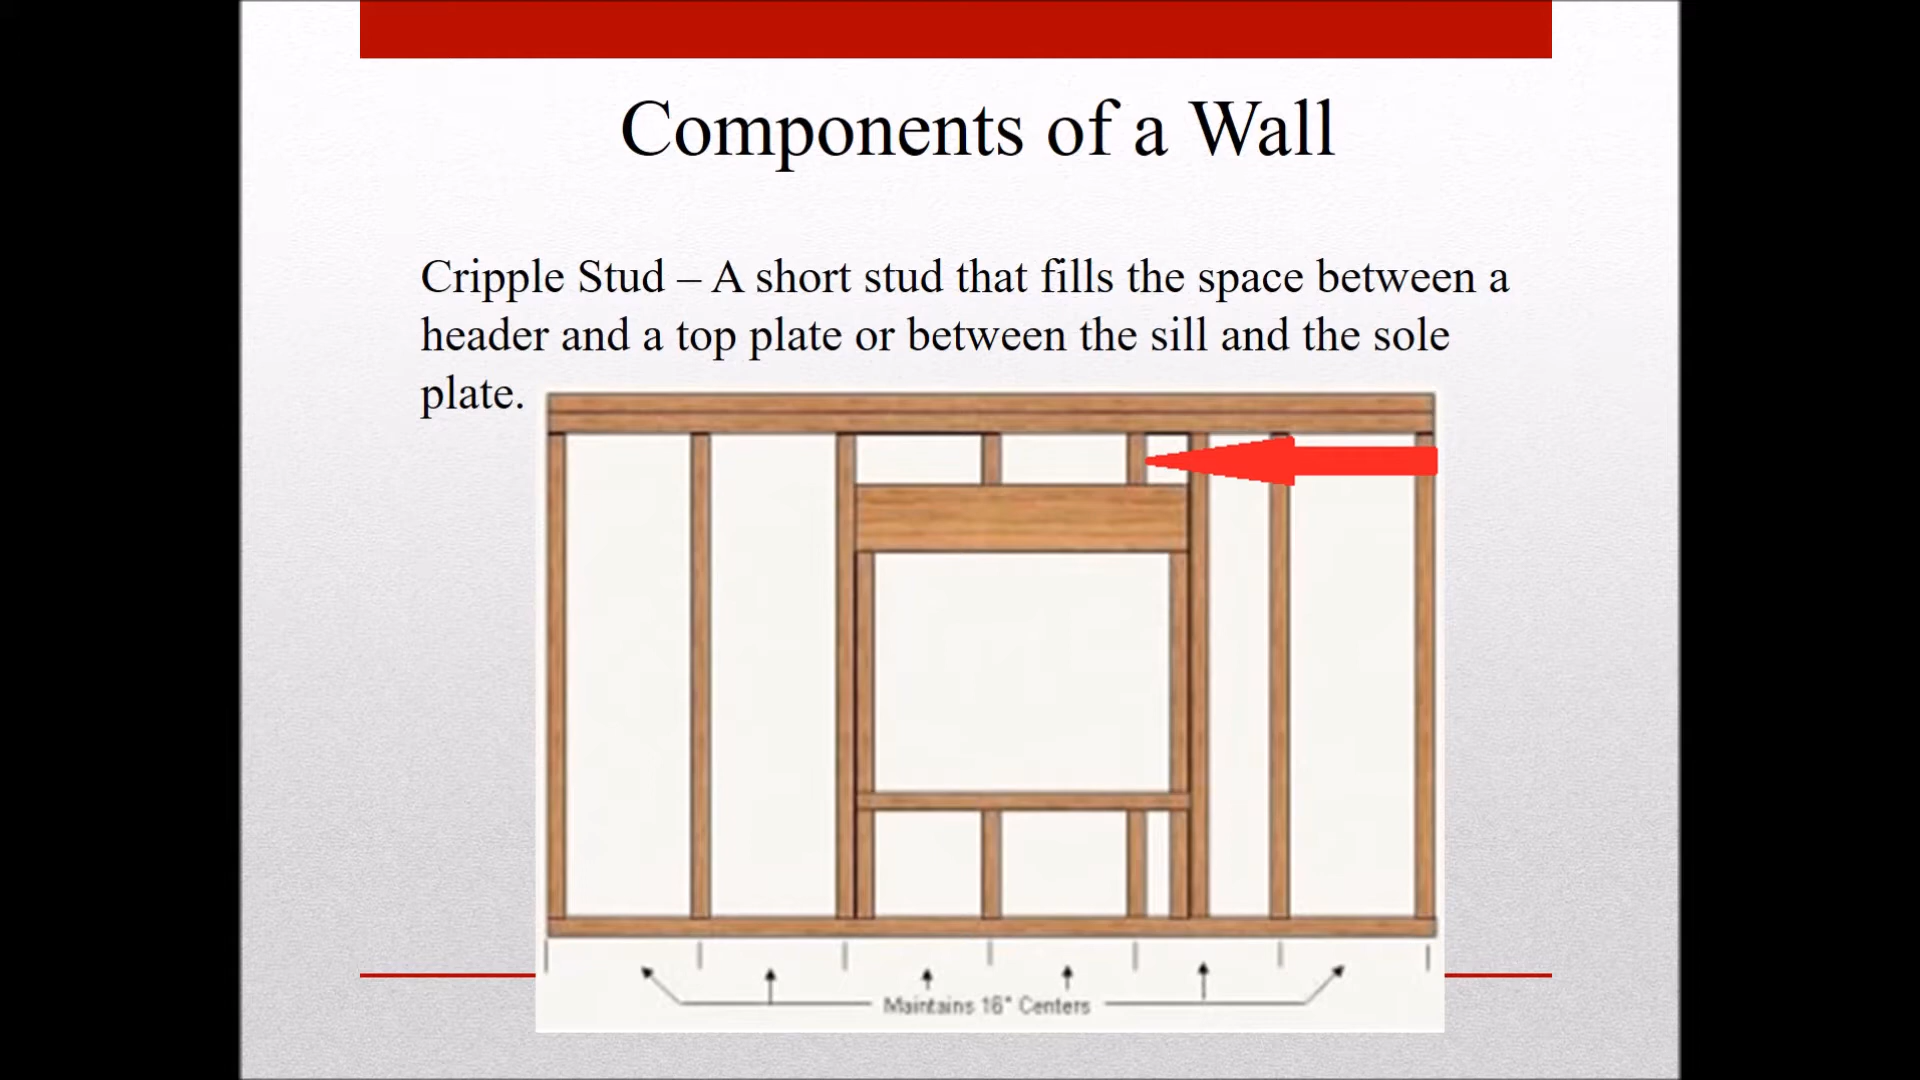 Components of a Wall
Cripple Stud – A short stud that fills the space between a
header and a top plate or between the sill and the sole
plate.
Maintains 16" Centers